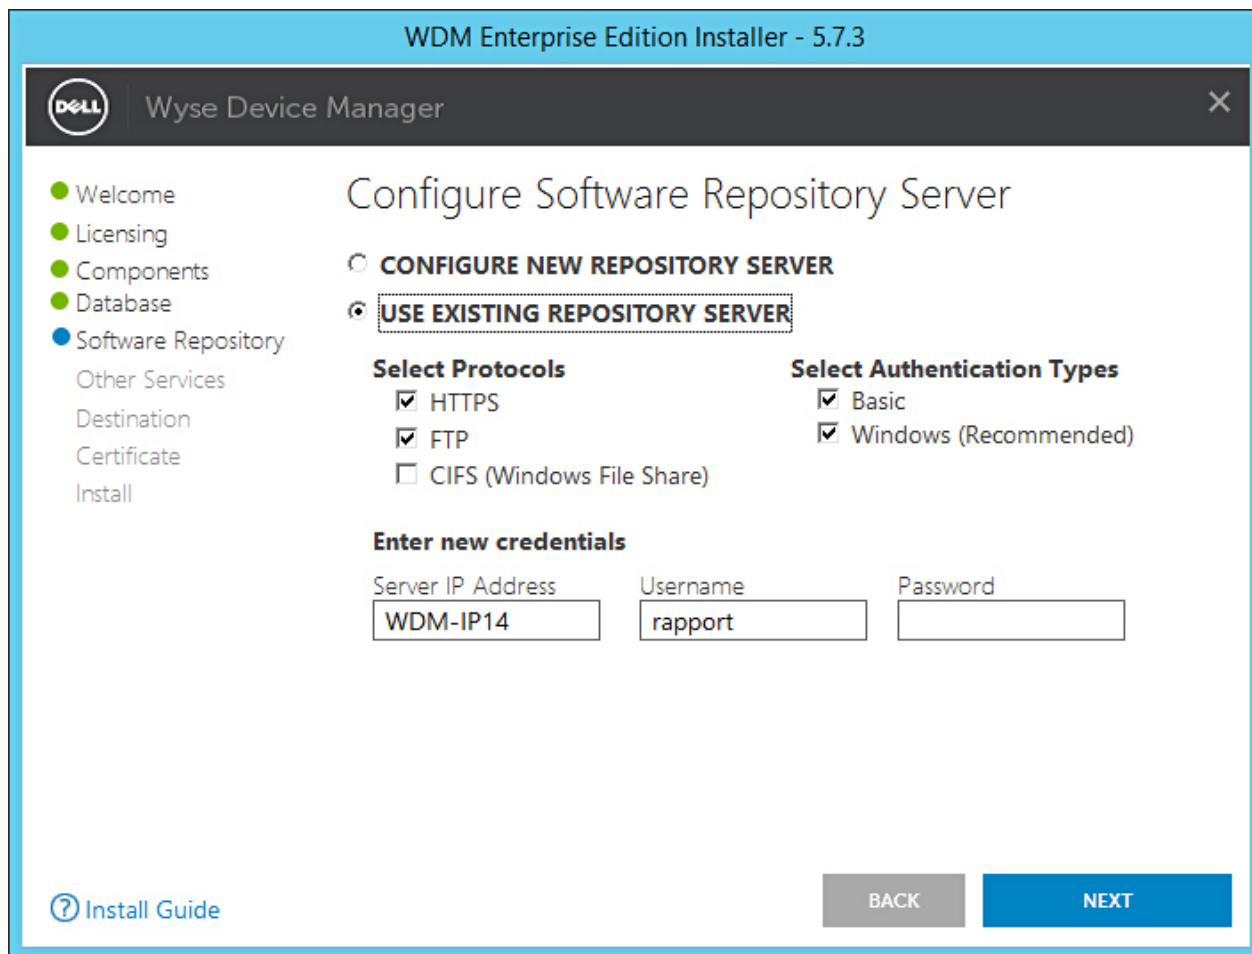 WDM Enterprise Edition Installer - 5.7.3
DELL
Wyse Device Manager
Welcome
Licensing
Components
Database
Software Repository
Other Services
Destination
Certificate
Install
Configure Software Repository Server
CONFIGURE NEW REPOSITORY SERVER
USE EXISTING REPOSITORY SERVER
Select Protocols
HTTPS
FTP
CIFS (Windows File Share)
Select Authentication Types
Basic
Windows (Recommended)
Enter new credentials
Server IP Address Username Password
WDM-IP14 rapport
? Install Guide
BACK NEXT